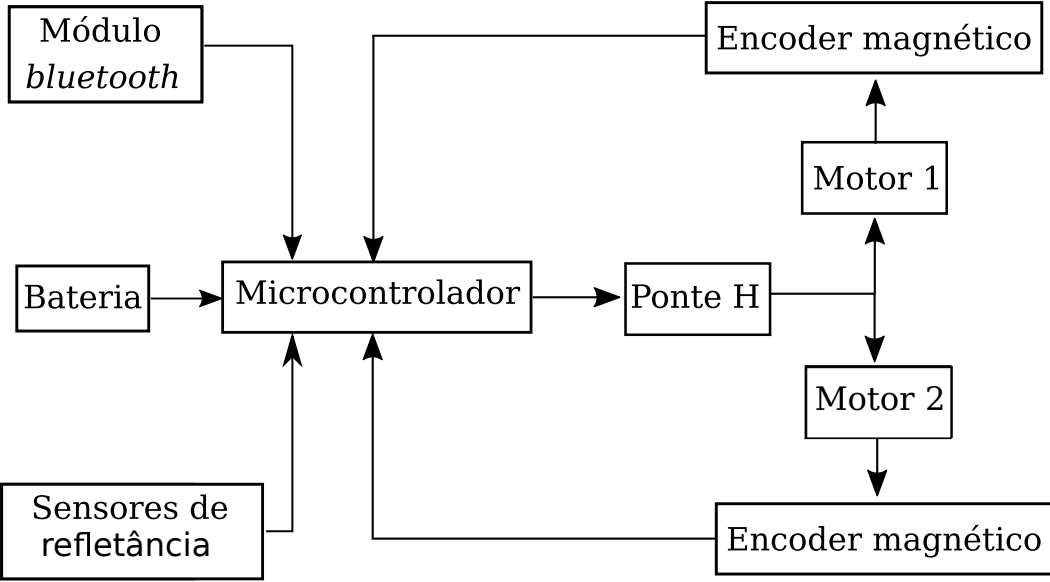 Módulo
bluetooth
Encoder magnético
Motor 1
Bateria
Microcontrolador
Ponte H
Motor 2
Sensores de
refletância
Encoder magnético